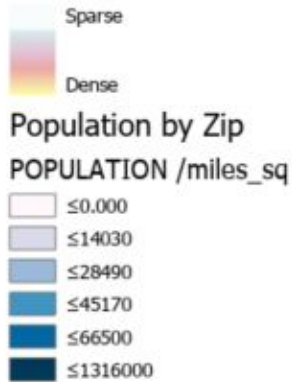 Sparse
Dense
Population by Zip
POPULATION /miles_sq
≤0.000
≤14030
≤28490
≤45170
≤66500
≤1316000